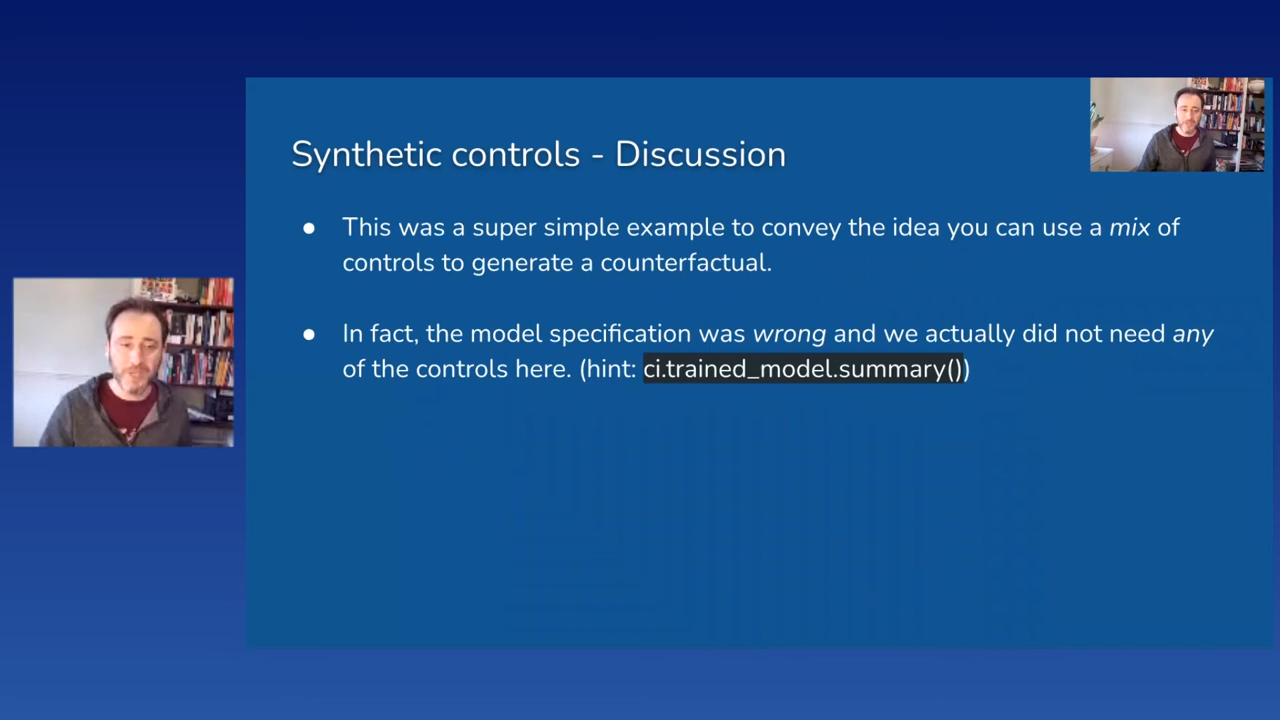 Synthetic controls - Discussion
● This was a super simple example to convey the idea you can use a mix of
controls to generate a counterfactual.
● In fact, the model specification was wrong and we actually did not need any
of the controls here. (hint: ci.trained_model.summary())